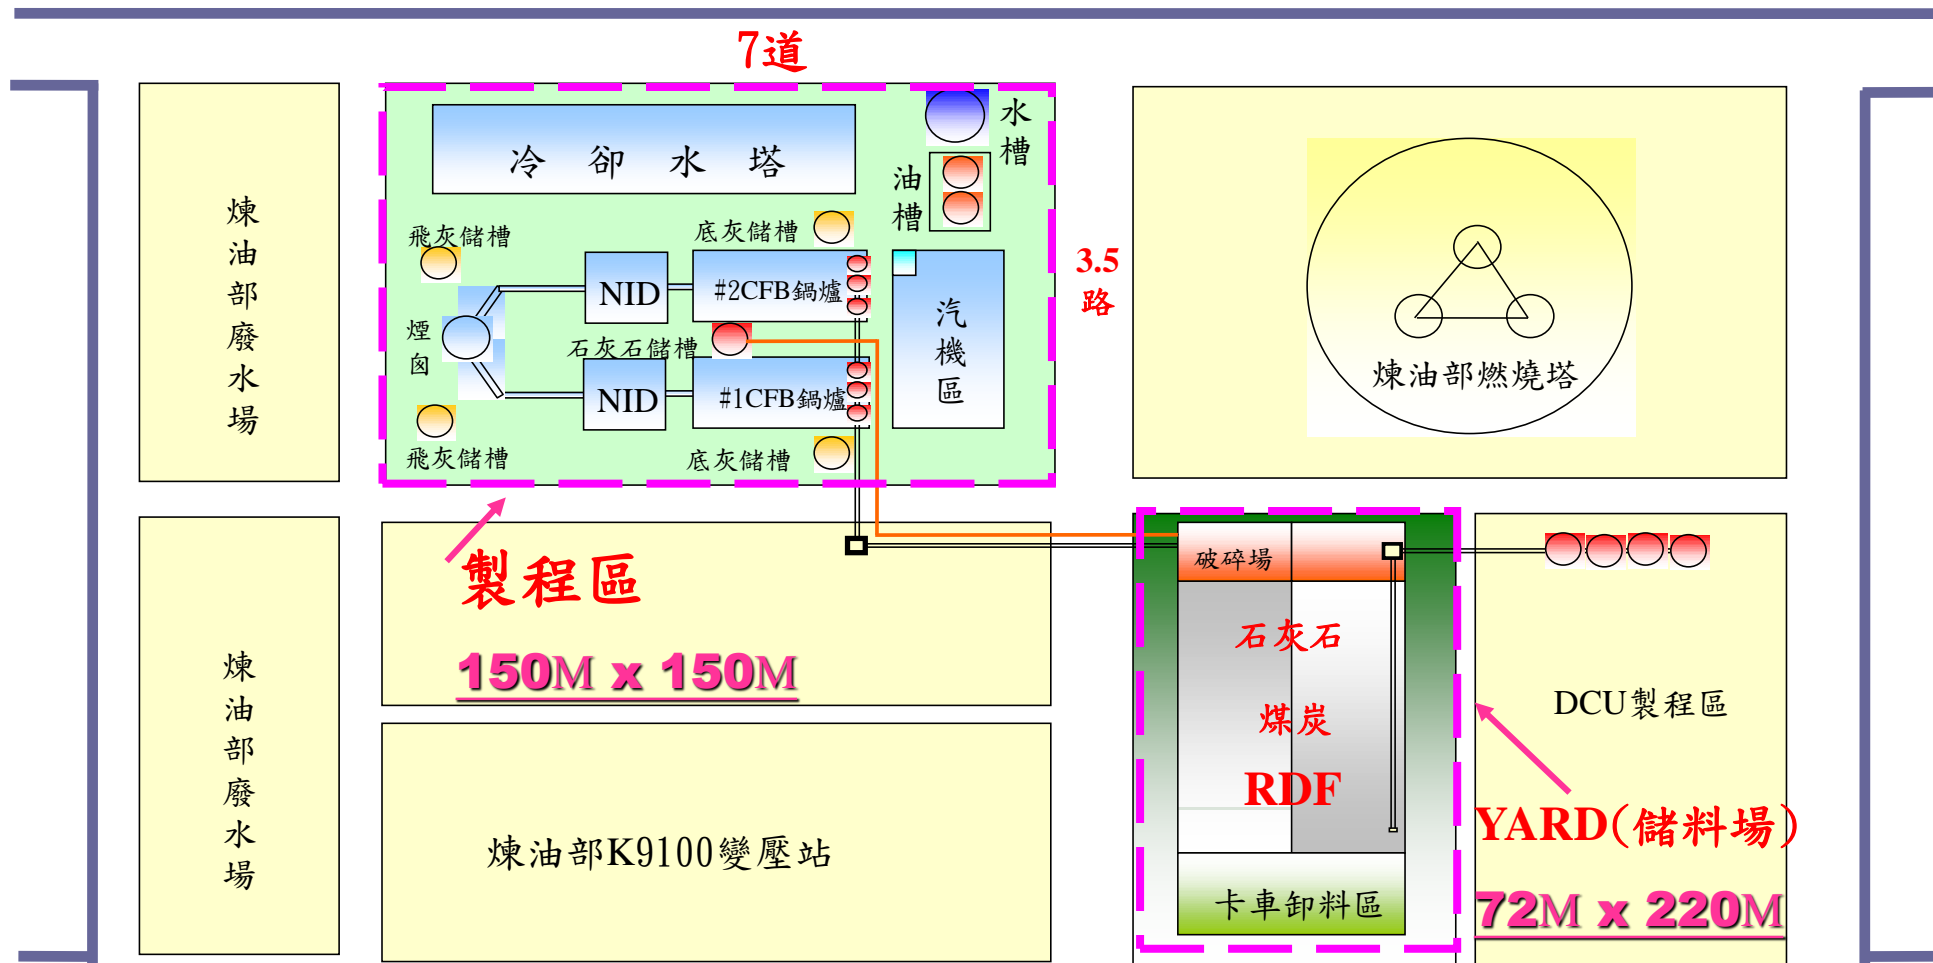 7道
冷卻水塔
水槽
油槽
煉油部廢水場
飛灰儲槽
底灰儲槽
NID
#2CFB鍋爐
煙囪
石灰石儲槽
NID
#1CFB鍋爐
汽機區
飛灰儲槽
底灰儲槽
3.5
路
煉油部燃燒塔
製程區
150M x 150M
破碎場
石灰石
煤炭
RDF
卡車卸料區
DCU製程區
YARD(儲料場)
72M x 220M
煉油部廢水場
煉油部K9100變壓站